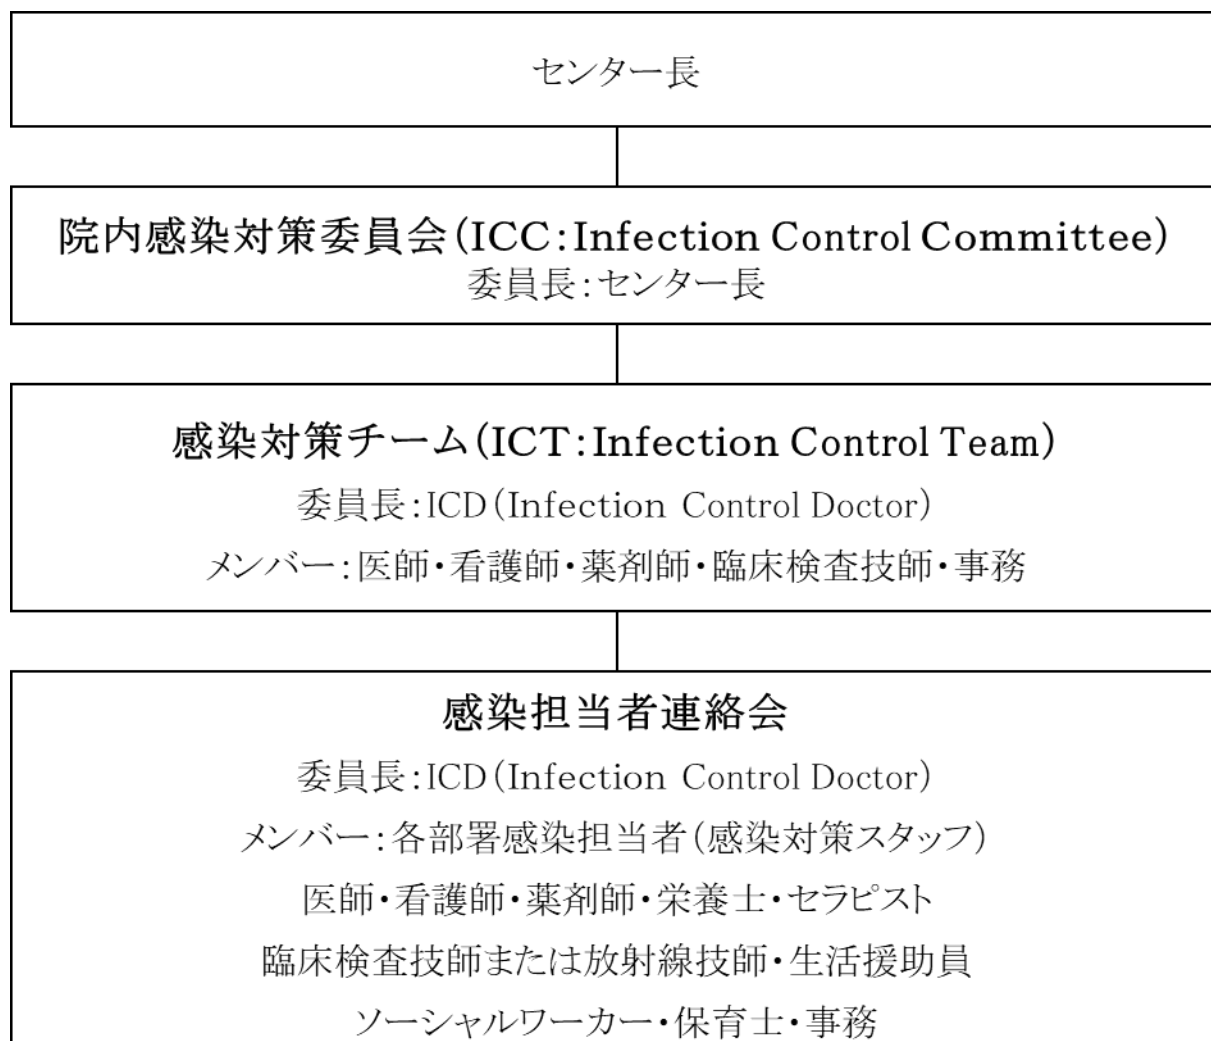 センター長
院内感染対策委員会(ICC:Infection Control Committee)
委員長:センター長
感染対策チーム(ICT:Infection Control Team)
委員長:ICD(Infection Control Doctor)
メンバー:医師・看護師・薬剤師・臨床検査技師・事務
感染担当者連絡会
委員長:ICD(Infection Control Doctor)
メンバー:各部署感染担当者(感染対策スタッフ)
医師・看護師・薬剤師・栄養士・セラピスト
臨床検査技師または放射線技師・生活援助員
ソーシャルワーカー・保育士・事務